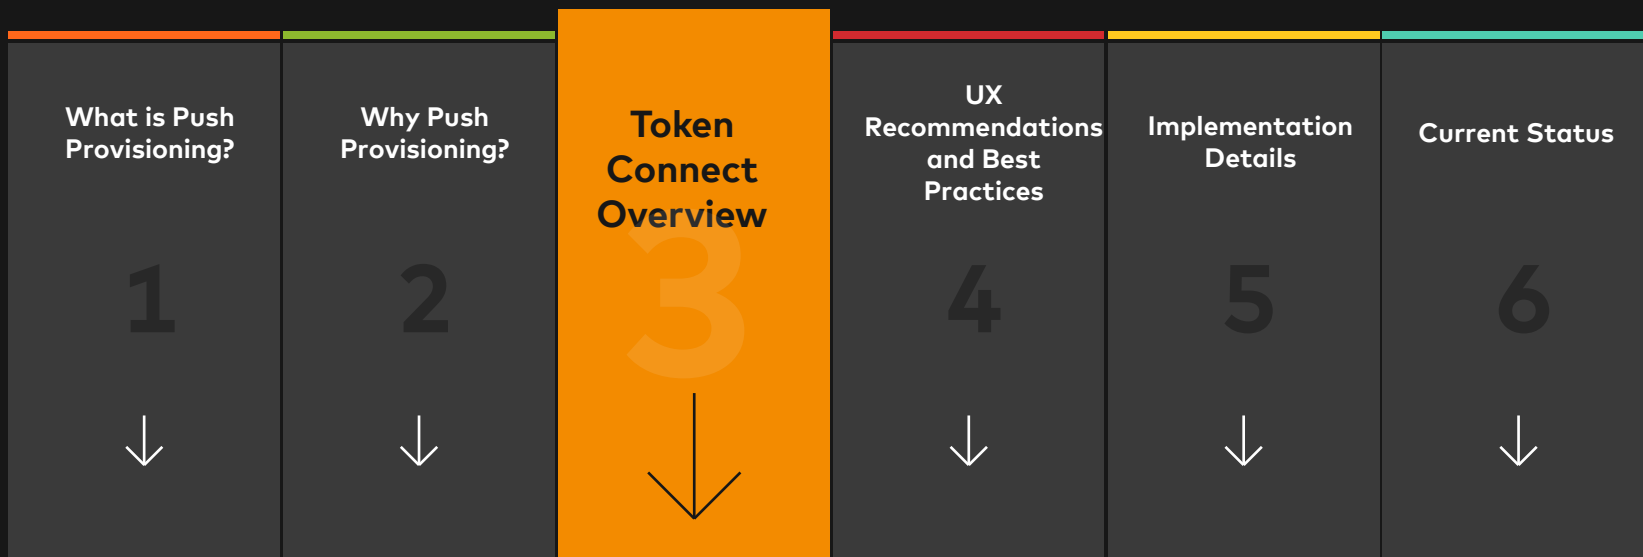 What is Push
Provisioning?
1
Why Push
Provisioning?
2
Token
Connect
Overview
3
UX
Recommendations
and Best
Practices
4
Implementation
Details
5
Current Status
6